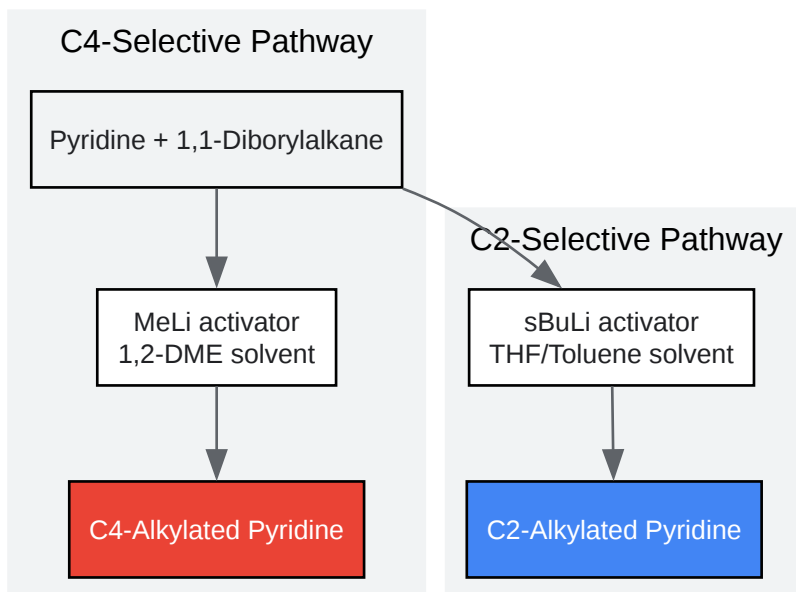 C4-Selective Pathway
Pyridine + 1,1-Diborylalkane
C2-Selective Pathway
MeLi activator
1,2-DME solvent
sBuLi activator
THF/Toluene solvent
C4-Alkylated Pyridine
C2-Alkylated Pyridine